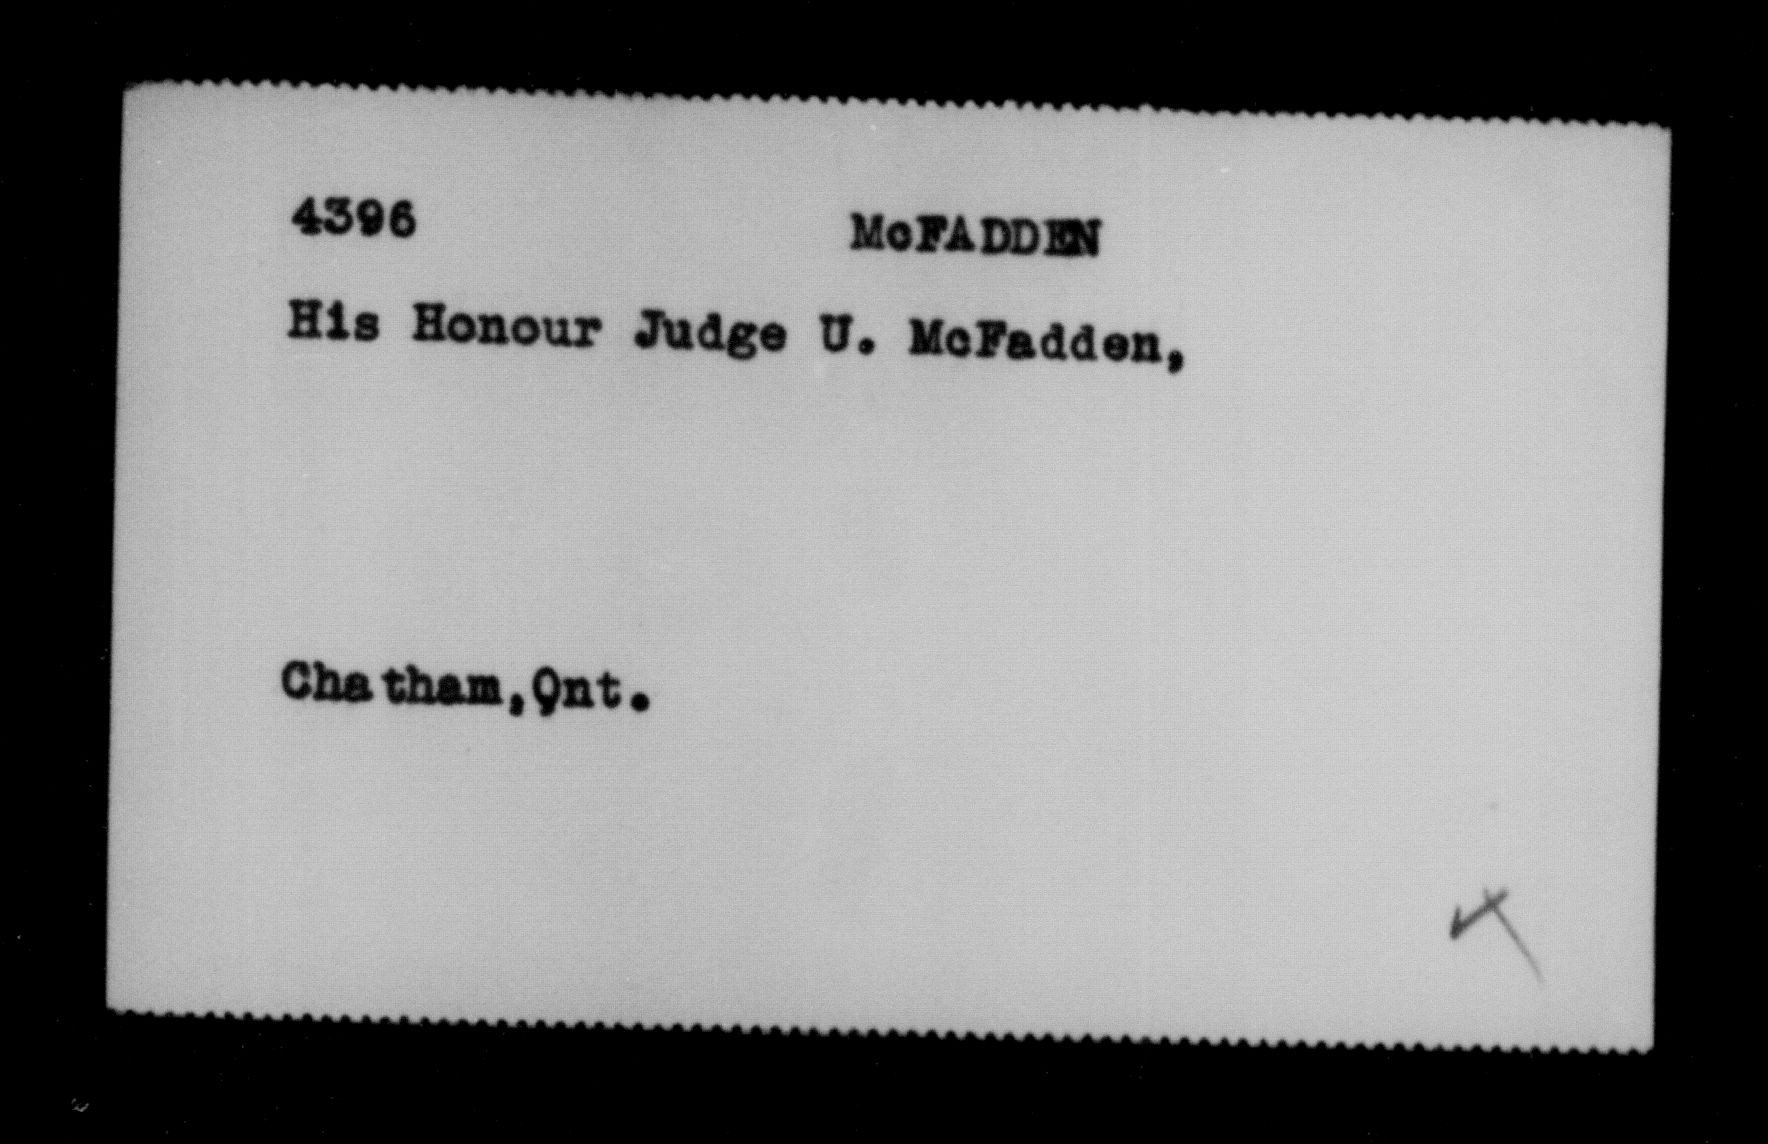 4396 McFADDEN
His Honour Judge U. McFadden,
Chatham,Ont.